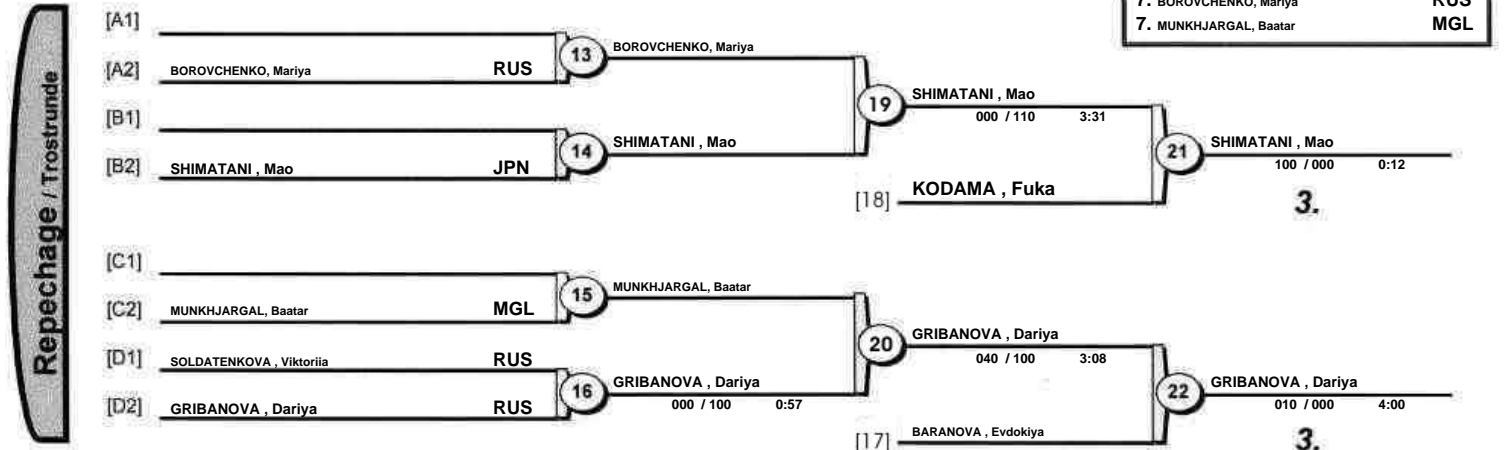 7. BOROVCHENKO, Mariya RUS
7. MUNKHJARGAL, Baatar MGL
Repechage / Trostrunde
[A1]
[A2] BOROVCHENKO, Mariya RUS
13 BOROVCHENKO, Mariya
[B1]
[B2] SHIMATANI , Mao JPN
14 SHIMATANI , Mao
19 SHIMATANI , Mao
000 / 110 3:31
[18] KODAMA , Fuka
21 SHIMATANI , Mao
100 / 000 0:12
3.
[C1]
[C2] MUNKHJARGAL, Baatar MGL
15 MUNKHJARGAL, Baatar
[D1] SOLDATENKOVA , Viktoriia RUS
[D2] GRIBANOVA , Dariya RUS
16 GRIBANOVA , Dariya
000 / 100 0:57
20 GRIBANOVA , Dariya
040 / 100 3:08
[17] BARANOVA , Evdokiya
22 GRIBANOVA , Dariya
010 / 000 4:00
3.